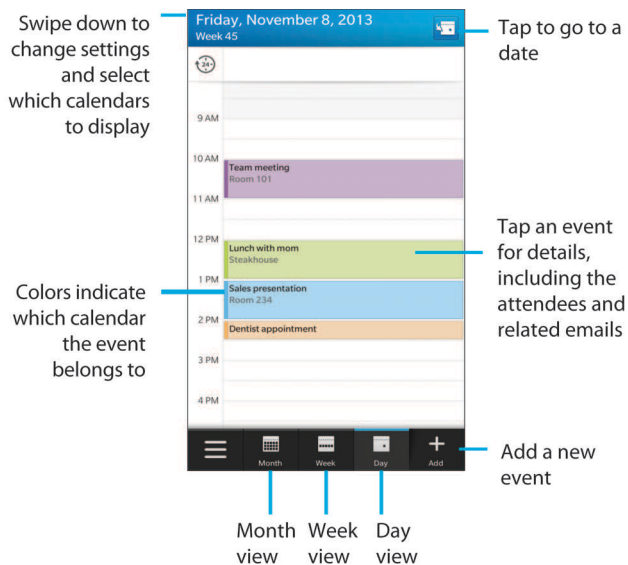 Swipe down to
change settings
and select
which calendars
to display
Friday, November 8, 2013
Week 45
Tap to go to a
date
24
9 AM
10 AM
Team meeting
Room 101
11 AM
12 PM
Lunch with mom
Steakhouse
Tap an event
for details,
including the
attendees and
related emails
1 PM
Sales presentation
Room 234
Colors indicate
which calendar
the event
belongs to
2 PM
Dentist appointment
3 PM
4 PM
Month
Week
Day
Add
Add a new
event
Month
view
Week
view
Day
view